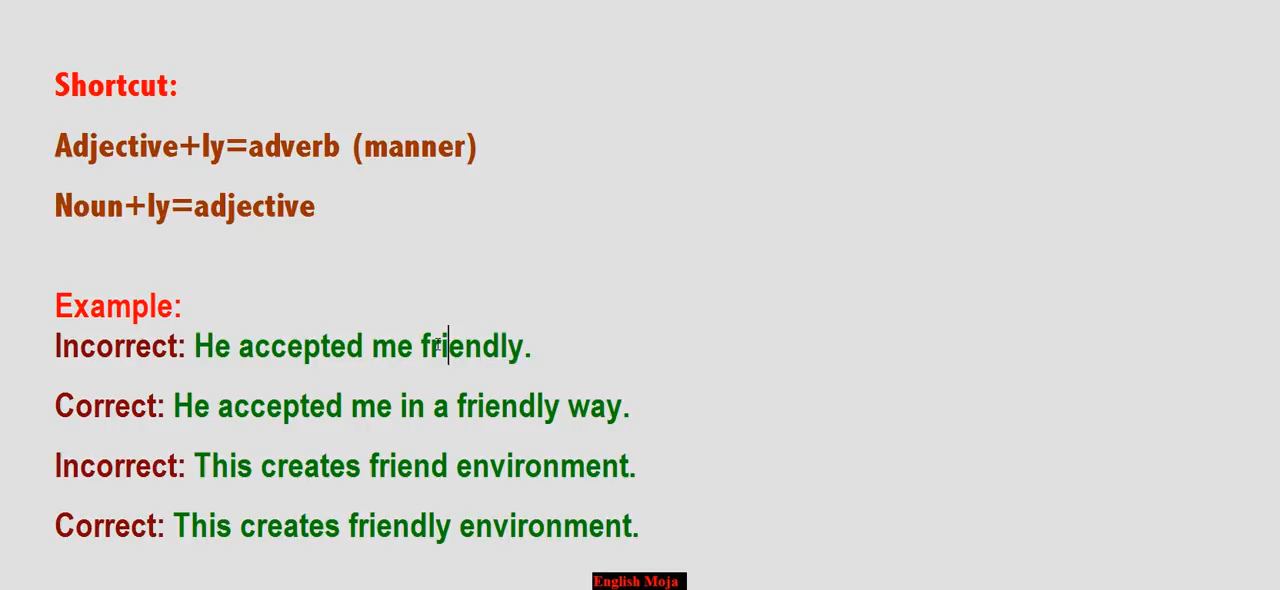 Shortcut:
Adjective+ly=adverb (manner)
Noun+ly=adjective
Example:
Incorrect: He accepted me friendly.
Correct: He accepted me in a friendly way.
Incorrect: This creates friend environment.
Correct: This creates friendly environment.
English Moja